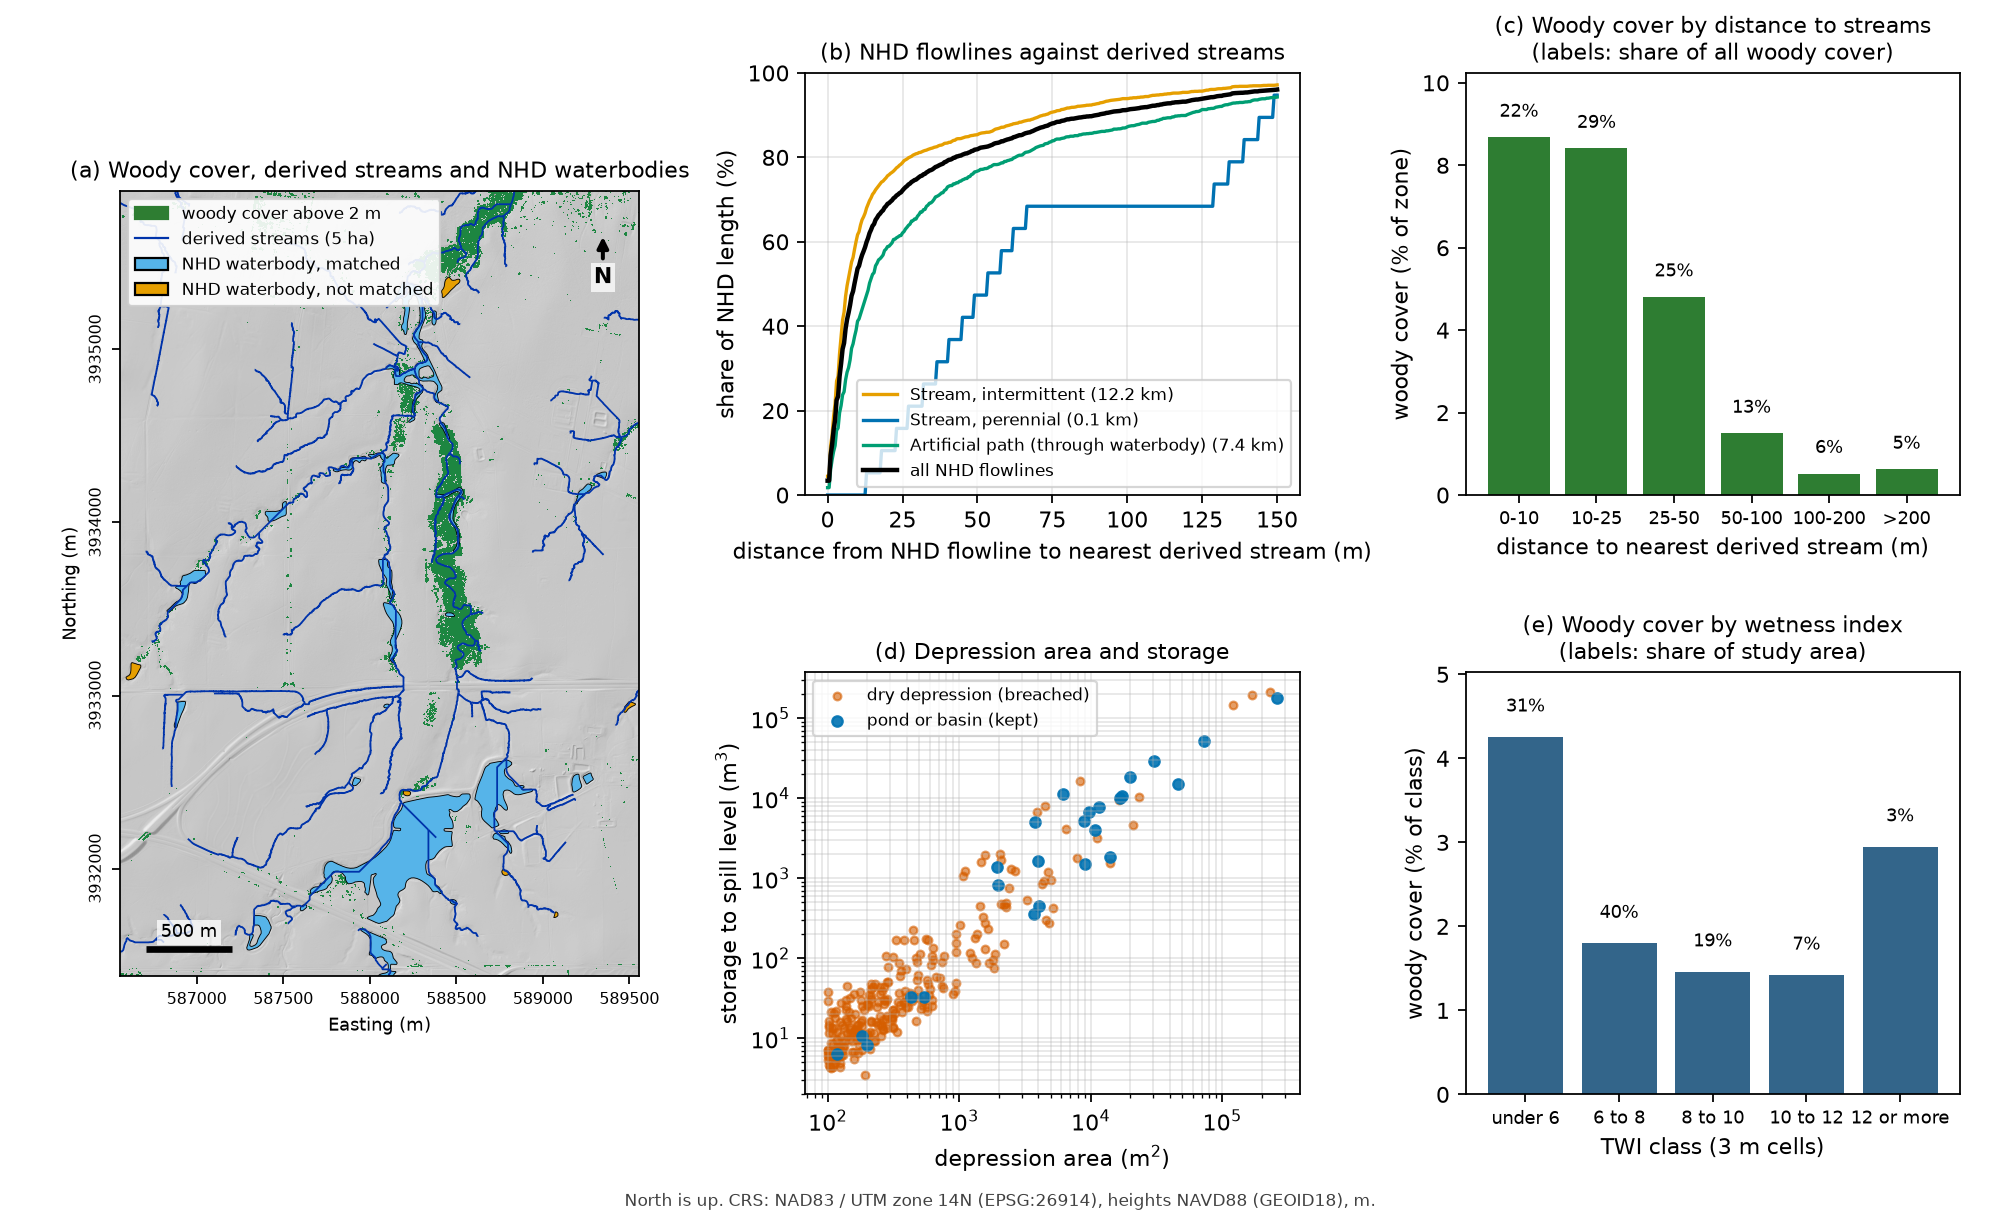 (a) Woody cover, derived streams and NHD waterbodies
woody cover above 2 m
derived streams (5 ha)
NHD waterbody, matched
NHD waterbody, not matched
N
500 m
3935000
3934000
3933000
3932000
Northing (m)
587000 587500 588000 588500 589000 589500
Easting (m)
(b) NHD flowlines against derived streams
100
80
60
40
20
0
share of NHD length (%)
Stream, intermittent (12.2 km)
Stream, perennial (0.1 km)
Artificial path (through waterbody) (7.4 km)
all NHD flowlines
0 25 50 75 100 125 150
distance from NHD flowline to nearest derived stream (m)
(c) Woody cover by distance to streams
(labels: share of all woody cover)
10
8
6
4
2
0
woody cover (% of zone)
22%
29%
25%
13%
6%
5%
0-10 10-25 25-50 50-100 100-200 >200
distance to nearest derived stream (m)
(d) Depression area and storage
dry depression (breached)
pond or basin (kept)
10^5
10^4
10^3
10^2
10^1
storage to spill level (m^3)
10^2 10^3 10^4 10^5
depression area (m^2)
(e) Woody cover by wetness index
(labels: share of study area)
5
4
3
2
1
0
woody cover (% of class)
31%
40%
19%
7%
3%
under 6 6 to 8 8 to 10 10 to 12 12 or more
TWI class (3 m cells)
North is up. CRS: NAD83 / UTM zone 14N (EPSG:26914), heights NAVD88 (GEOID18), m.